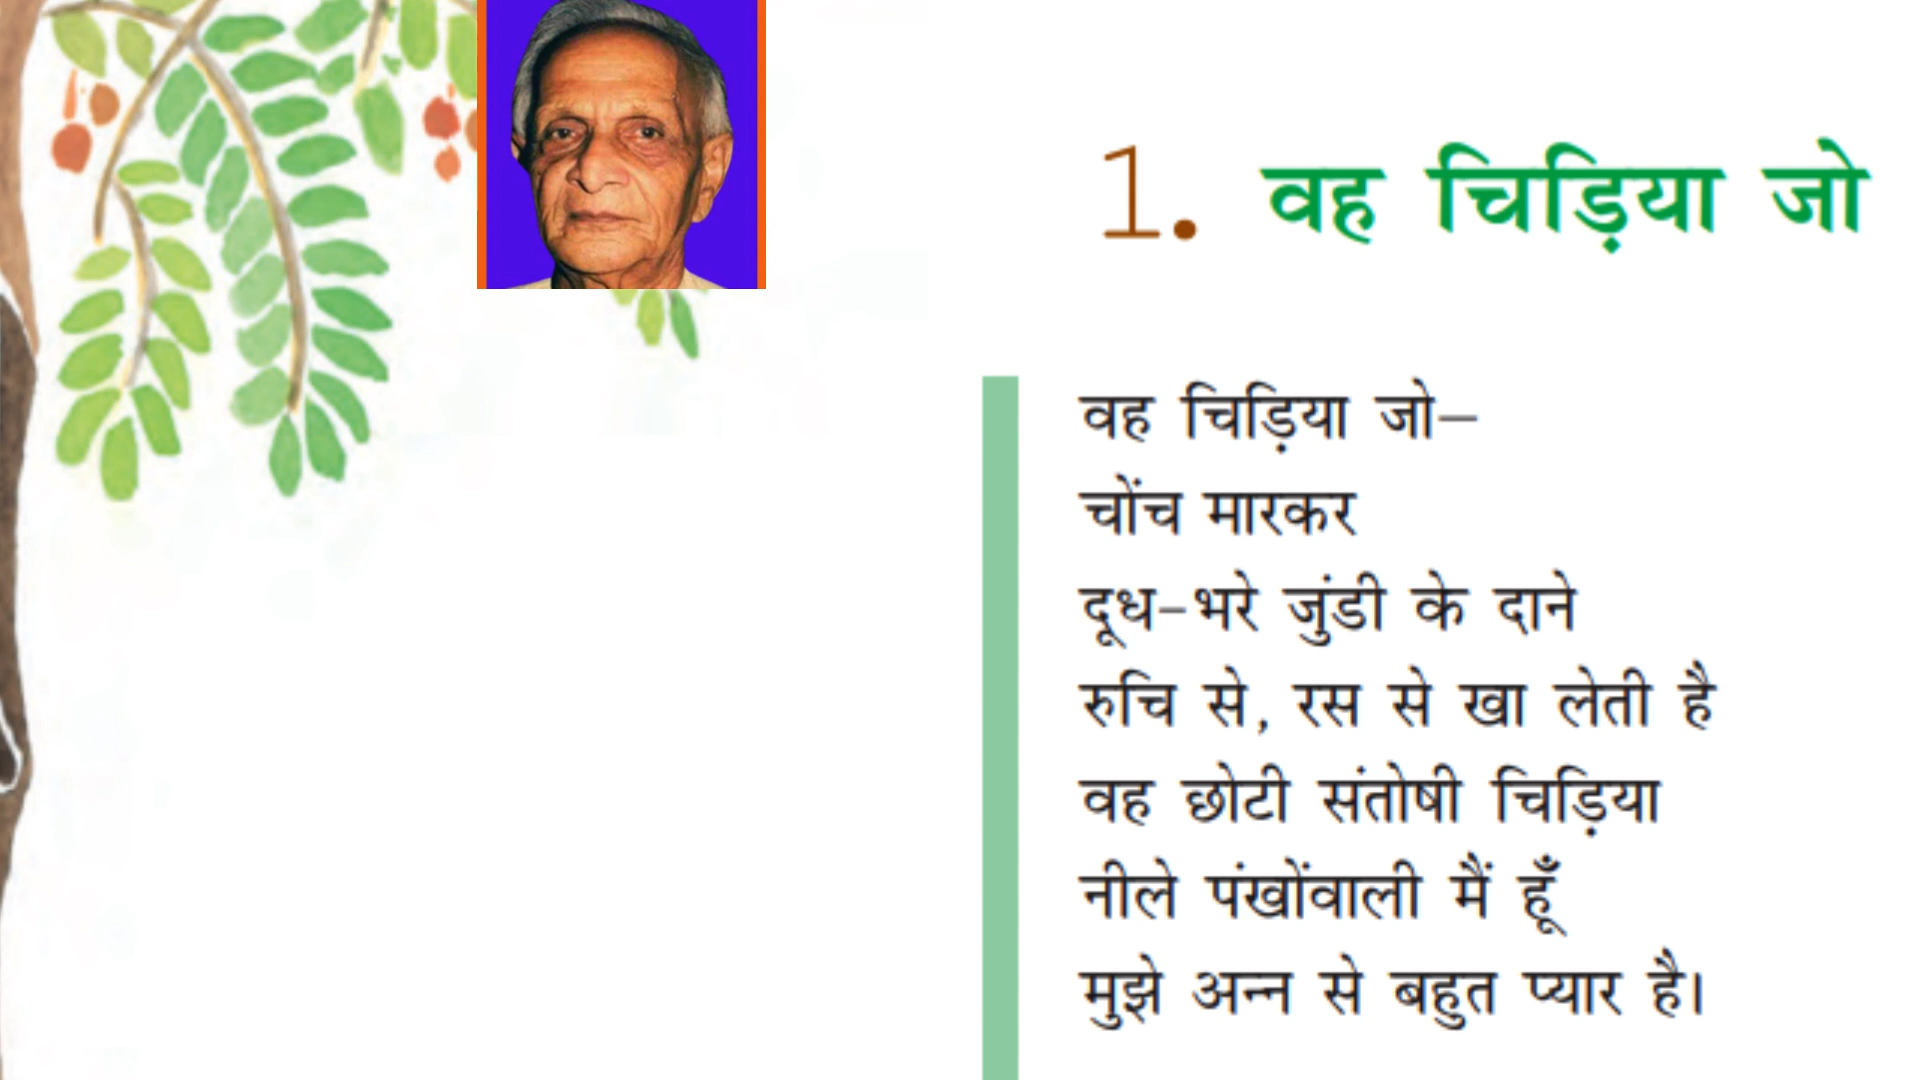 1. वह चिड़िया जो
वह चिड़िया जो–
चोंच मारकर
दूध-भरे जुंडी के दाने
रुचि से, रस से खा लेती है
वह छोटी संतोषी चिड़िया
नीले पंखोंवाली मैं हूँ
मुझे अन्न से बहुत प्यार है।